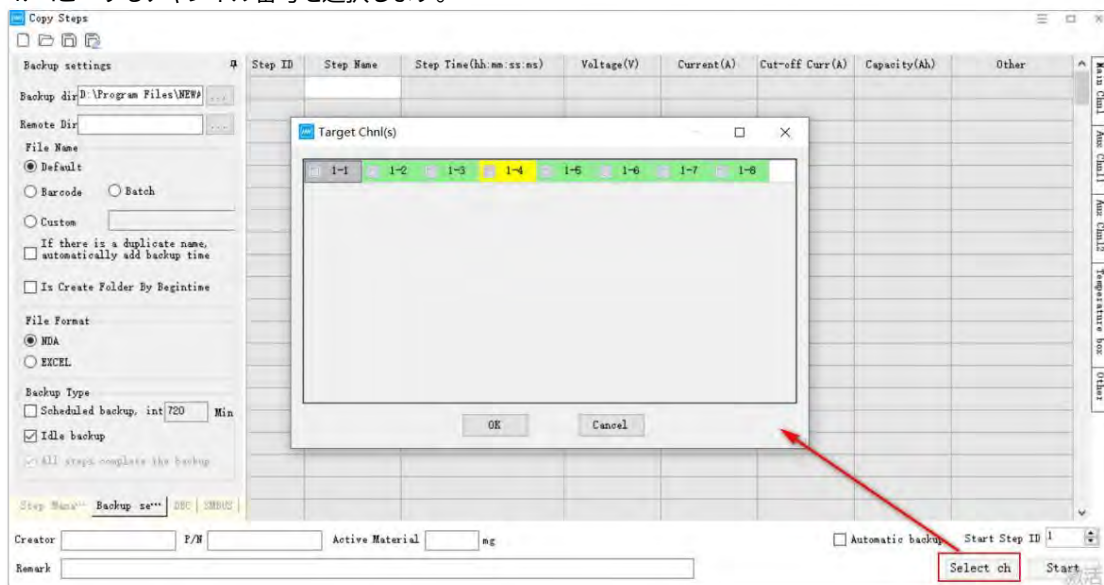 Copy Steps
Backup settings
Step ID Step Name Step Time(hh:mm:ss:ms) Voltage(V) Current(A) Cut-off Curr(A) Capacity(Ah) Other
Main Chnl
Aux Chnl1
Aux Chnl2
Temperature box
Other
Backup dir D:\Program Files\NEWA ...
Remote Dir ...
File Name
Default
Barcode Batch
Custom
If there is a duplicate name,
automatically add backup time
Is Create Folder By Begintime
File Format
NDA
EXCEL
Backup Type
Scheduled backup, int 720 Min
Idle backup
All steps complete the backup
Backup se… DBC SMBUS
Target Chnl(s)
1-1 1-2 1-3 1-4 1-5 1-6 1-7 1-8
OK Cancel
Creator P/N Active Material mg Automatic backup Start Step ID 1
Remark Select ch Start
激活